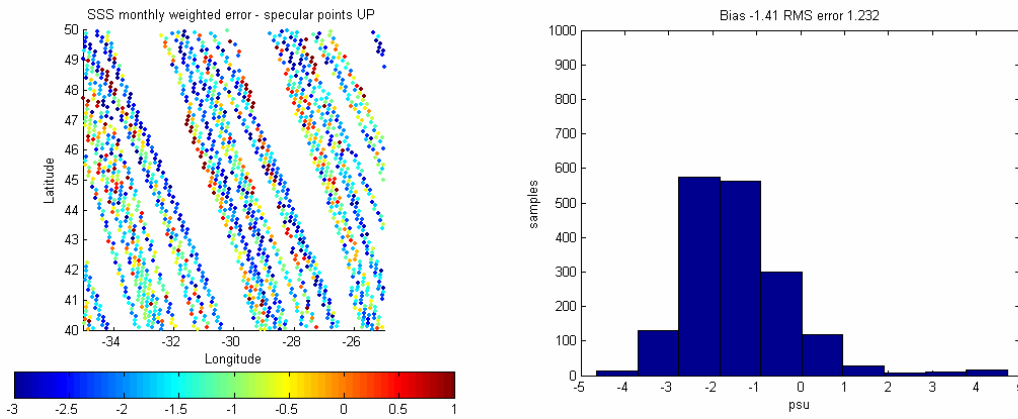 SSS monthly weighted error - specular points UP
50
49
48
47
46
45
44
43
42
41
40
Latitude
-34 -32 -30 -28 -26
Longitude
-3 -2.5 -2 -1.5 -1 -0.5 0 0.5 1
Bias -1.41 RMS error 1.232
1000
900
800
700
600
500
400
300
200
100
0
samples
-5 -4 -3 -2 -1 0 1 2 3 4
psu